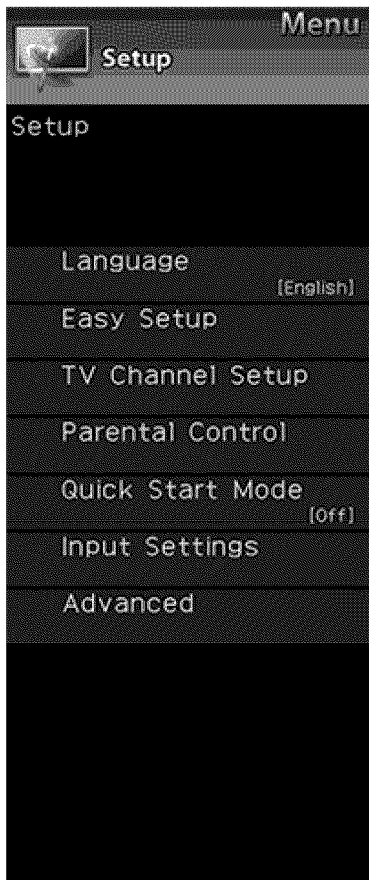 Menu
Setup
Setup
Language
[English]
Easy Setup
TV Channel Setup
Parental Control
Quick Start Mode
[Off]
Input Settings
Advanced